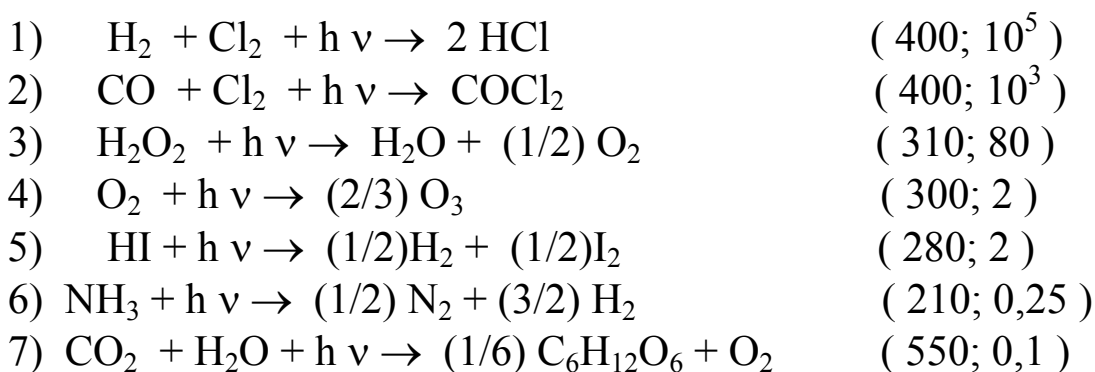 1) H₂ + Cl₂ + h ν → 2 HCl ( 400; 10⁵ )
2) CO + Cl₂ + h ν → COCl₂ ( 400; 10³ )
3) H₂O₂ + h ν → H₂O + (1/2) O₂ ( 310; 80 )
4) O₂ + h ν → (2/3) O₃ ( 300; 2 )
5) HI + h ν → (1/2)H₂ + (1/2)I₂ ( 280; 2 )
6) NH₃ + h ν → (1/2) N₂ + (3/2) H₂ ( 210; 0,25 )
7) CO₂ + H₂O + h ν → (1/6) C₆H₁₂O₆ + O₂ ( 550; 0,1 )